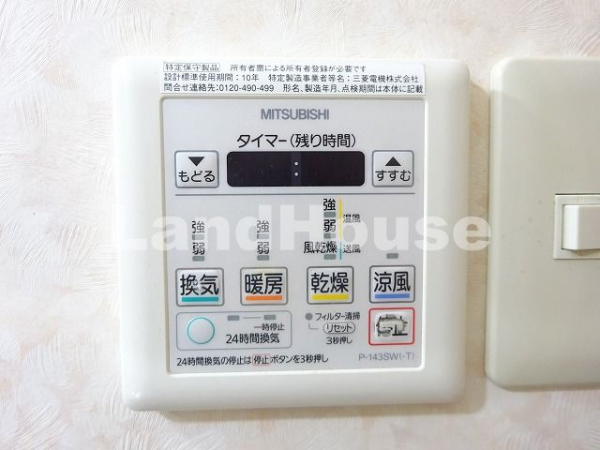 特定保守製品 所有者票による所有者登録が必要です
設計標準使用期間：10年 特定製造事業者等名：三菱電機株式会社
問合せ連絡先：0120-490-499 形名、製造年月、点検期間は本体に記載
MITSUBISHI
タイマー(残り時間)
▼ もどる
▲ すすむ
強 弱
強 弱
強 弱 風乾燥
温風
送風
LandHouse
換気 暖房 乾燥 涼風
一時停止
24時間換気
フィルター清掃
リセット
3秒押し
停止
24時間換気の停止は(停止)ボタンを3秒押し
P-143SW(-T)